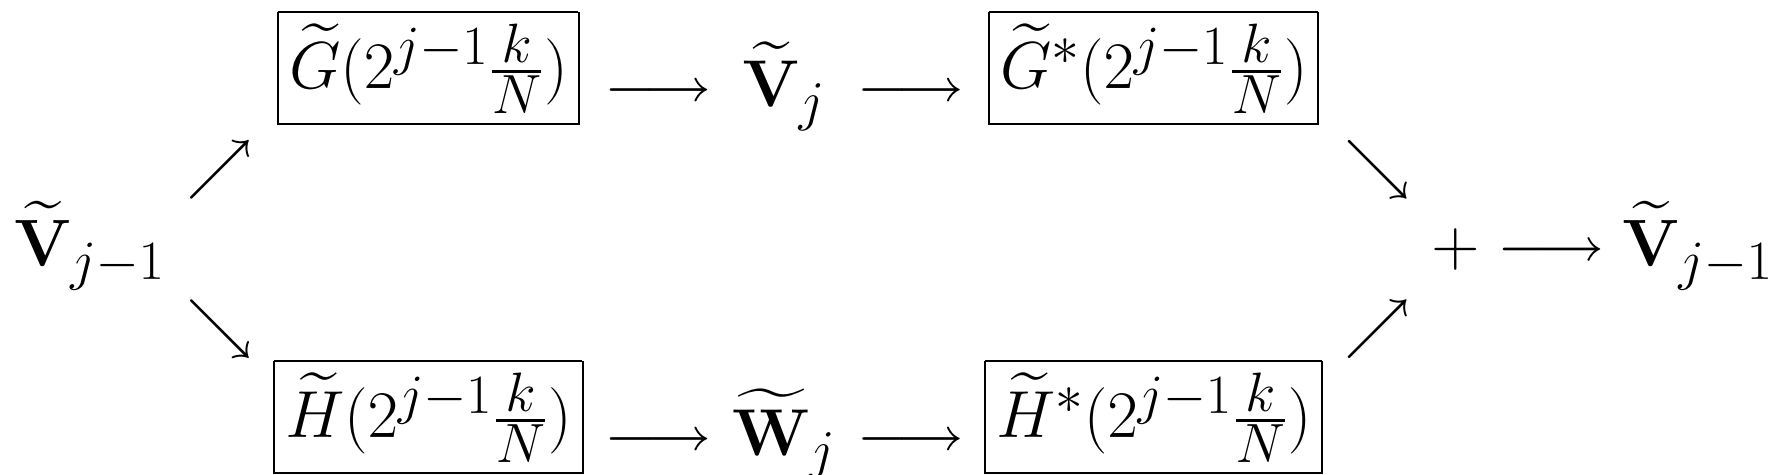 G̃(2^{j−1} k/N) ⟶ Ṽ_j ⟶ G̃*(2^{j−1} k/N)
↗ ↘
Ṽ_{j−1} + ⟶ Ṽ_{j−1}
↘ ↗
H̃(2^{j−1} k/N) ⟶ W̃_j ⟶ H̃*(2^{j−1} k/N)